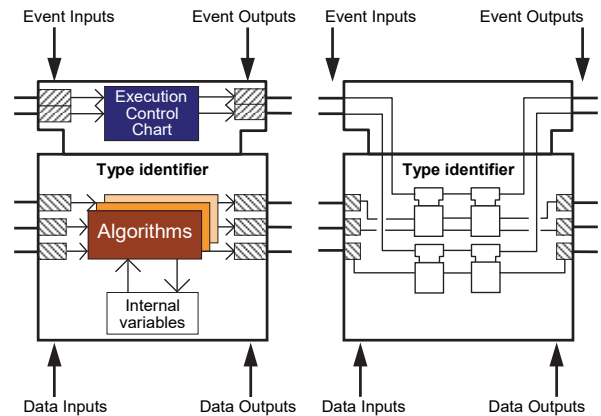 Event Inputs
Event Outputs
Event Inputs
Event Outputs
Execution
Control
Chart
Type identifier
Type identifier
Algorithms
Internal
variables
Data Inputs
Data Outputs
Data Inputs
Data Outputs